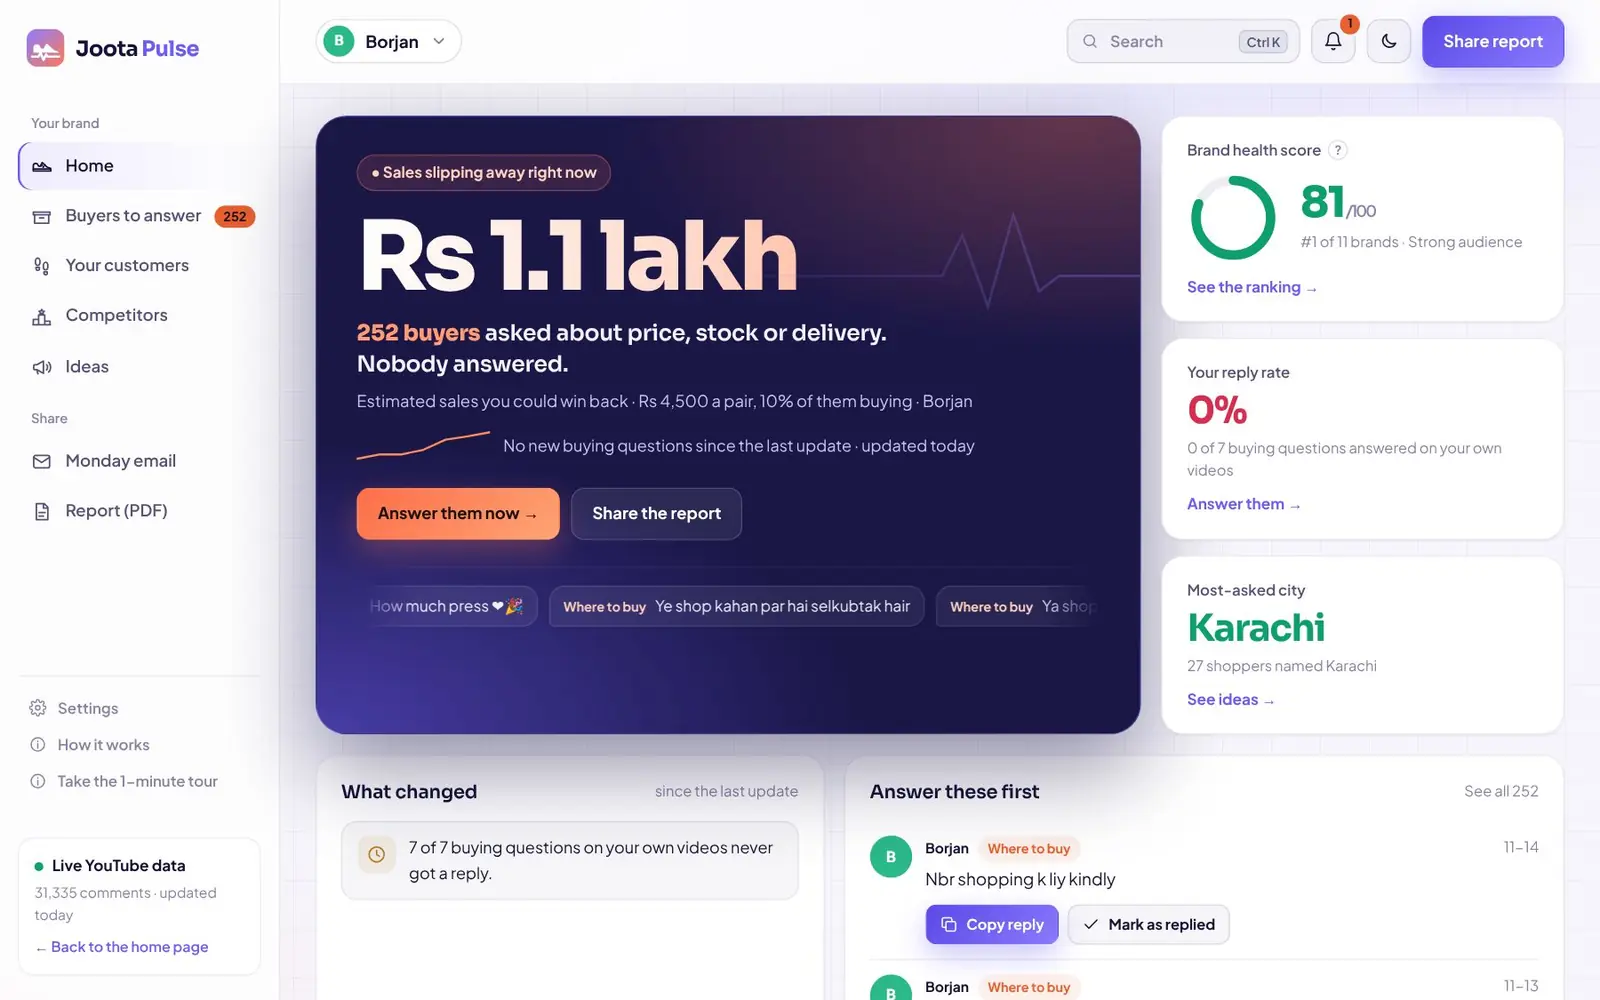 Joota Pulse
Your brand
Home
Buyers to answer 252
Your customers
Competitors
Ideas
Share
Monday email
Report (PDF)
Settings
How it works
Take the 1-minute tour
Live YouTube data
31,335 comments · updated
today
← Back to the home page
B Borjan
Search Ctrl K
1
Share report
• Sales slipping away right now
Rs 1.1 lakh
252 buyers asked about price, stock or delivery.
Nobody answered.
Estimated sales you could win back · Rs 4,500 a pair, 10% of them buying · Borjan
No new buying questions since the last update · updated today
Answer them now →
Share the report
How much press ❤🎉
Where to buy Ye shop kahan par hai selkubtak hair
Where to buy Ya shop
Brand health score ?
81/100
#1 of 11 brands · Strong audience
See the ranking →
Your reply rate
0%
0 of 7 buying questions answered on your own
videos
Answer them →
Most-asked city
Karachi
27 shoppers named Karachi
See ideas →
What changed since the last update
7 of 7 buying questions on your own videos never
got a reply.
Answer these first See all 252
B Borjan Where to buy 11-14
Nbr shopping k liy kindly
Copy reply
Mark as replied
B Borjan Where to buy 11-13